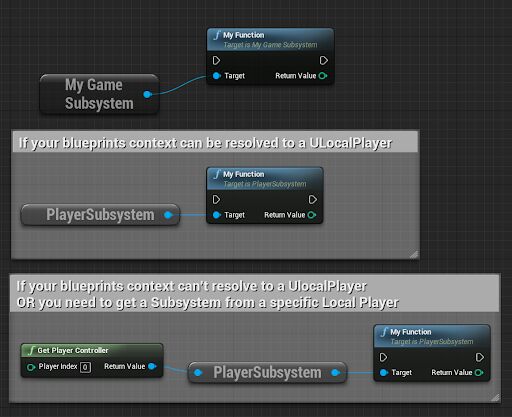 My Function
Target is My Game Subsystem
My Game
Subsystem
Target Return Value
If your blueprints context can be resolved to a ULocalPlayer
My Function
Target is PlayerSubsystem
PlayerSubsystem
Target Return Value
If your blueprints context can't resolve to a UlocalPlayer
OR you need to get a Subsystem from a specific Local Player
My Function
Target is PlayerSubsystem
Get Player Controller
Player Index 0 Return Value
PlayerSubsystem
Target Return Value